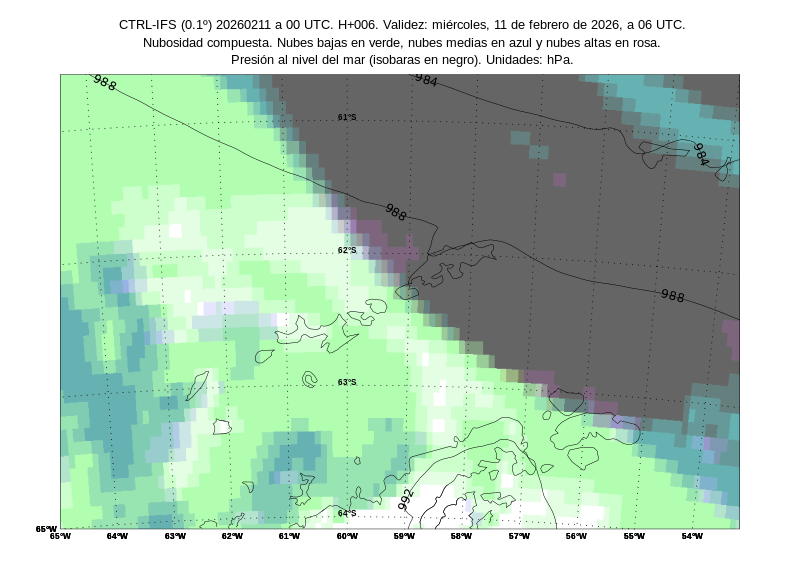 CTRL-IFS (0.1º) 20260211 a 00 UTC. H+006. Validez: miércoles, 11 de febrero de 2026, a 06 UTC.
Nubosidad compuesta. Nubes bajas en verde, nubes medias en azul y nubes altas en rosa.
Presión al nivel del mar (isobaras en negro). Unidades: hPa.
988
984
61°S
984
988
62°S
988
63°S
992
64°S
65°W
65°W 64°W 63°W 62°W 61°W 60°W 59°W 58°W 57°W 56°W 55°W 54°W